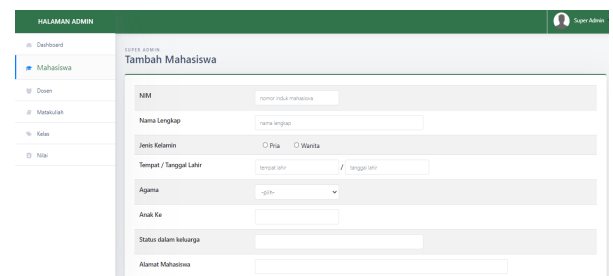 HALAMAN ADMIN
Super Admin
Dashboard
Mahasiswa
Dosen
Matakuliah
Kelas
Nilai
SUPER ADMIN
Tambah Mahasiswa
NIM
nomor induk mahasiswa
Nama Lengkap
nama lengkap
Jenis Kelamin
Pria Wanita
Tempat / Tanggal Lahir
tempat lahir / tanggal lahir
Agama
-pilih-
Anak Ke
Status dalam keluarga
Alamat Mahasiswa